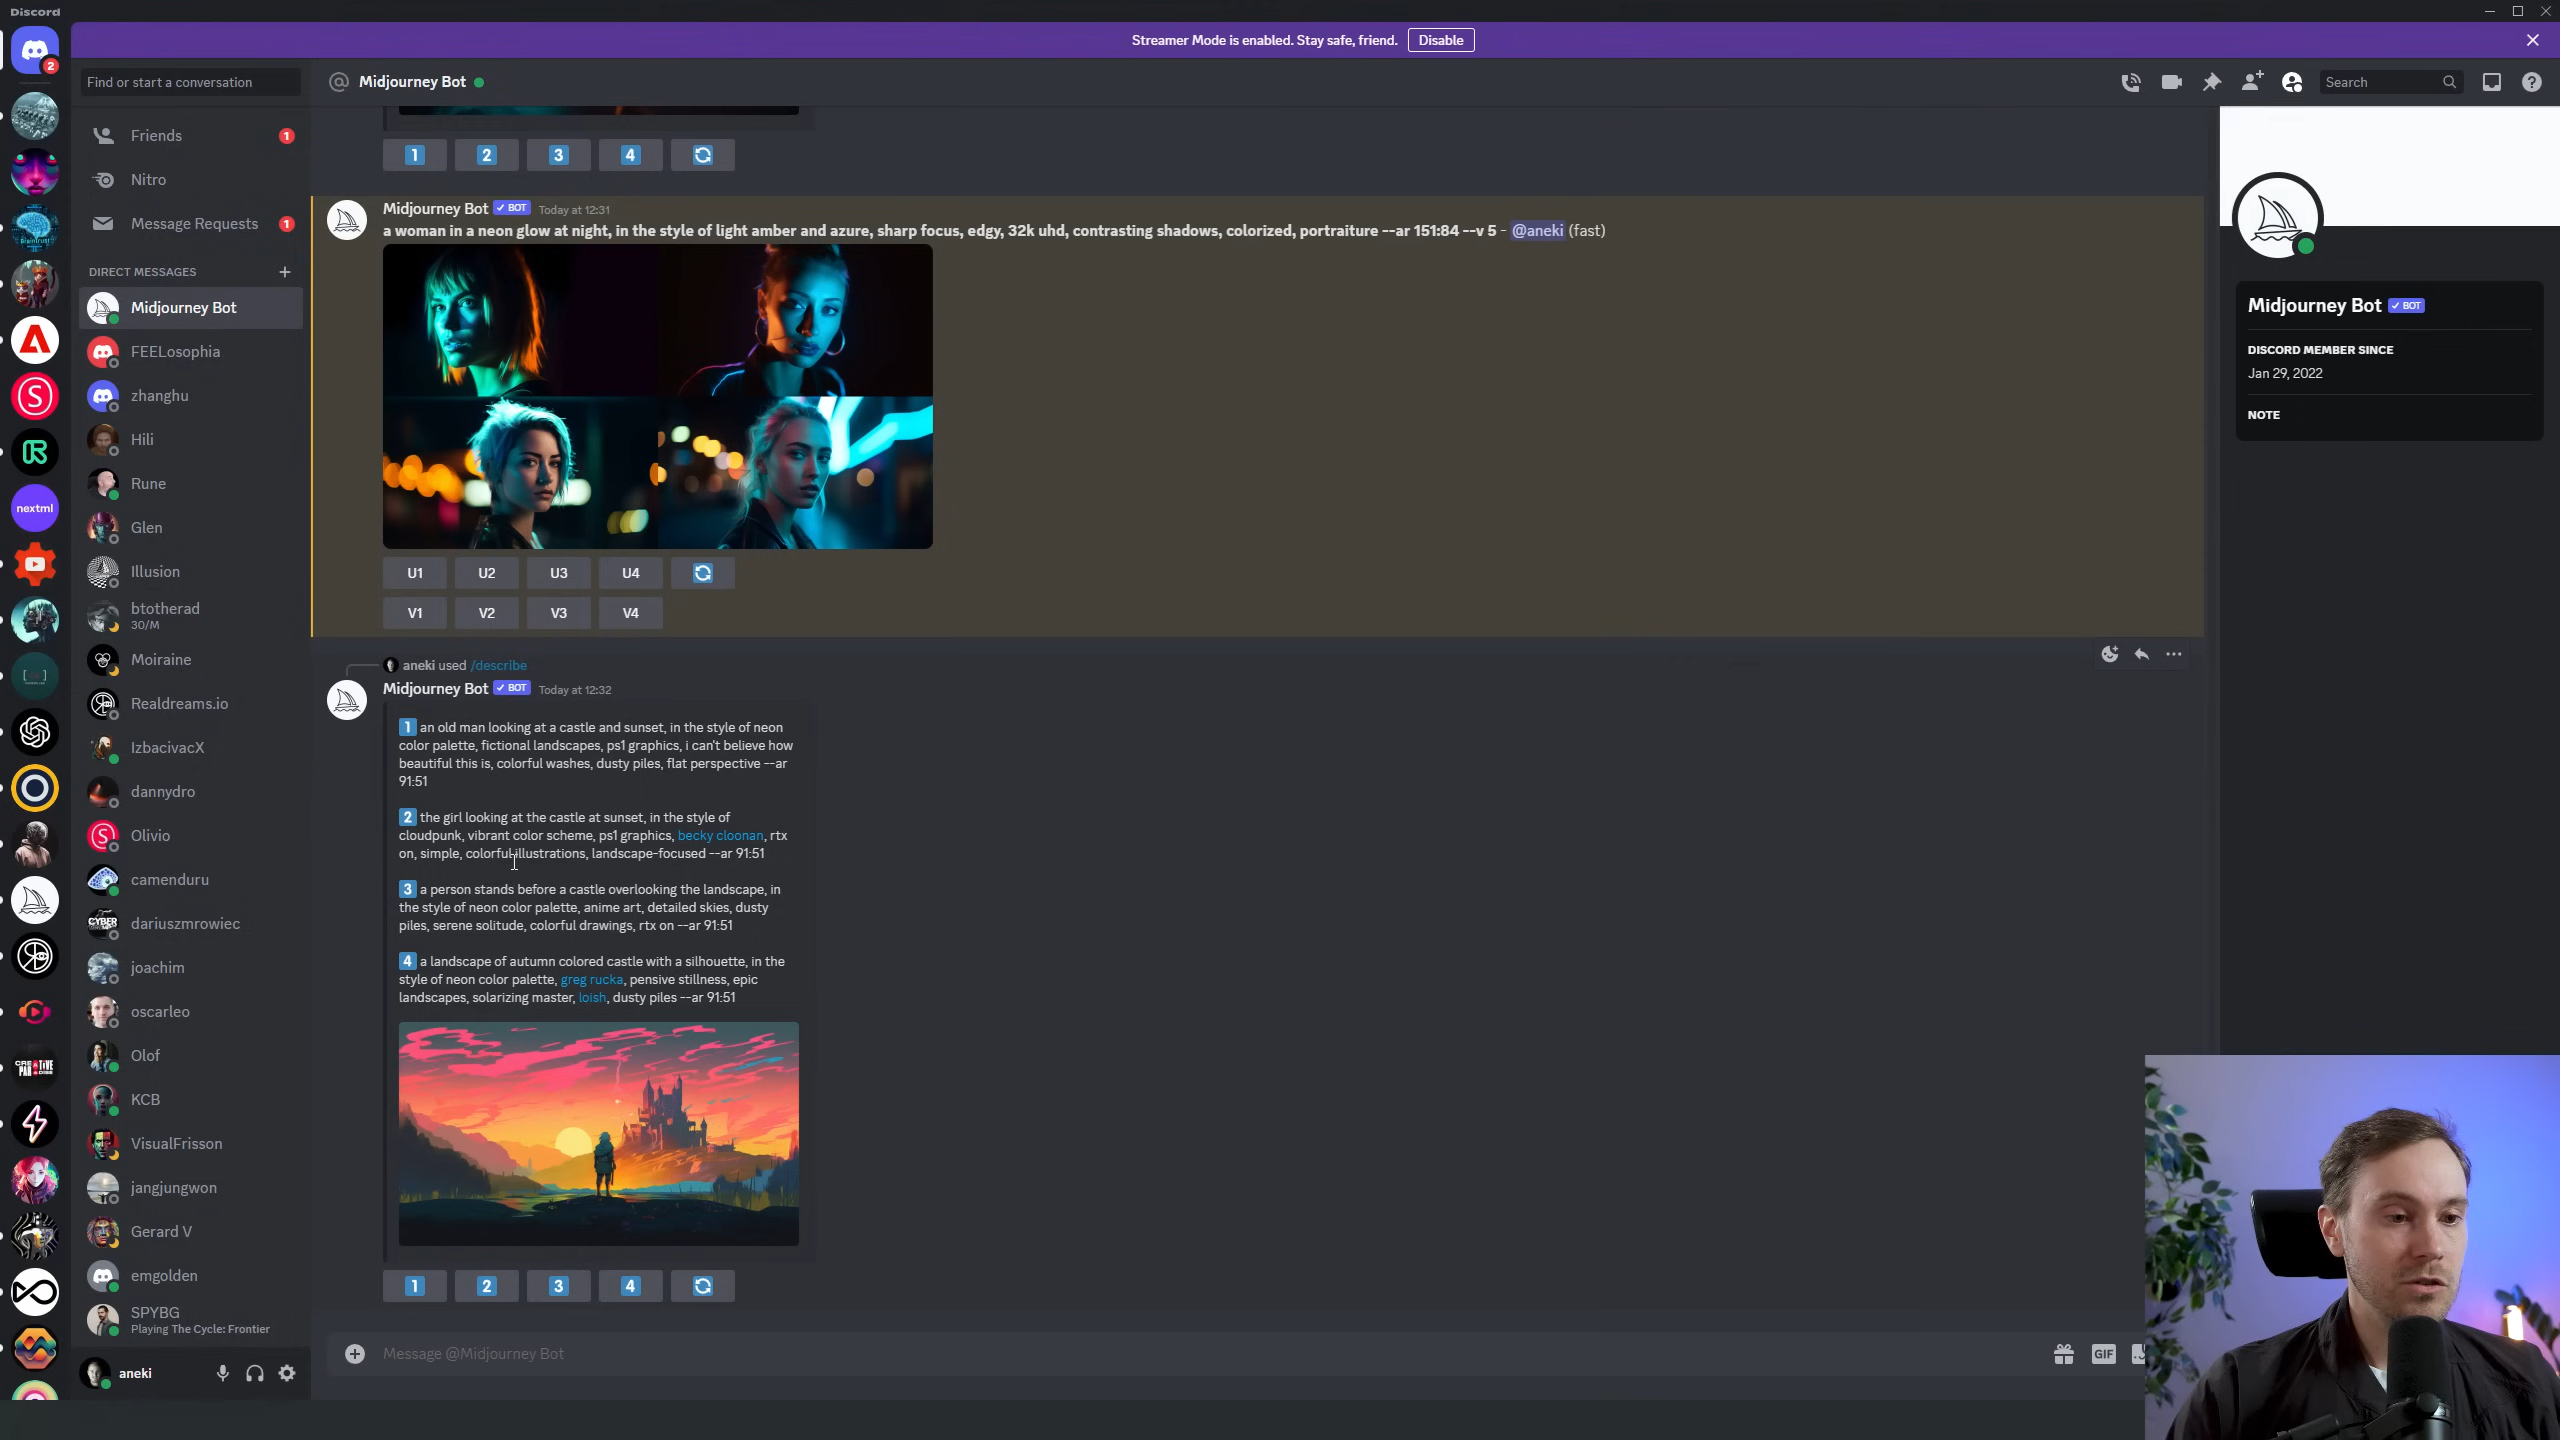 Discord
Streamer Mode is enabled. Stay safe, friend. Disable
2
Find or start a conversation
Midjourney Bot
Search
Friends 1
Nitro
Message Requests 1
DIRECT MESSAGES
Midjourney Bot
FEELosophia
zhanghu
Hili
Rune
Glen
Illusion
btotherad
30/M
Moiraine
Realdreams.io
IzbacivacX
dannydro
Olivio
camenduru
dariuszmrowiec
joachim
oscarleo
Olof
KCB
VisualFrisson
jangjungwon
Gerard V
emgolden
SPYBG
Playing The Cycle: Frontier
aneki
nextml
1 2 3 4
Midjourney Bot BOT Today at 12:31
a woman in a neon glow at night, in the style of light amber and azure, sharp focus, edgy, 32k uhd, contrasting shadows, colorized, portraiture --ar 151:84 --v 5 - @aneki (fast)
U1 U2 U3 U4
V1 V2 V3 V4
aneki used /describe
Midjourney Bot BOT Today at 12:32
1 an old man looking at a castle and sunset, in the style of neon
color palette, fictional landscapes, ps1 graphics, i can't believe how
beautiful this is, colorful washes, dusty piles, flat perspective --ar
91:51
2 the girl looking at the castle at sunset, in the style of
cloudpunk, vibrant color scheme, ps1 graphics, becky cloonan, rtx
on, simple, colorful illustrations, landscape-focused --ar 91:51
3 a person stands before a castle overlooking the landscape, in
the style of neon color palette, anime art, detailed skies, dusty
piles, serene solitude, colorful drawings, rtx on --ar 91:51
4 a landscape of autumn colored castle with a silhouette, in the
style of neon color palette, greg rucka, pensive stillness, epic
landscapes, solarizing master, loish, dusty piles --ar 91:51
1 2 3 4
Message @Midjourney Bot
GIF
Midjourney Bot BOT
DISCORD MEMBER SINCE
Jan 29, 2022
NOTE